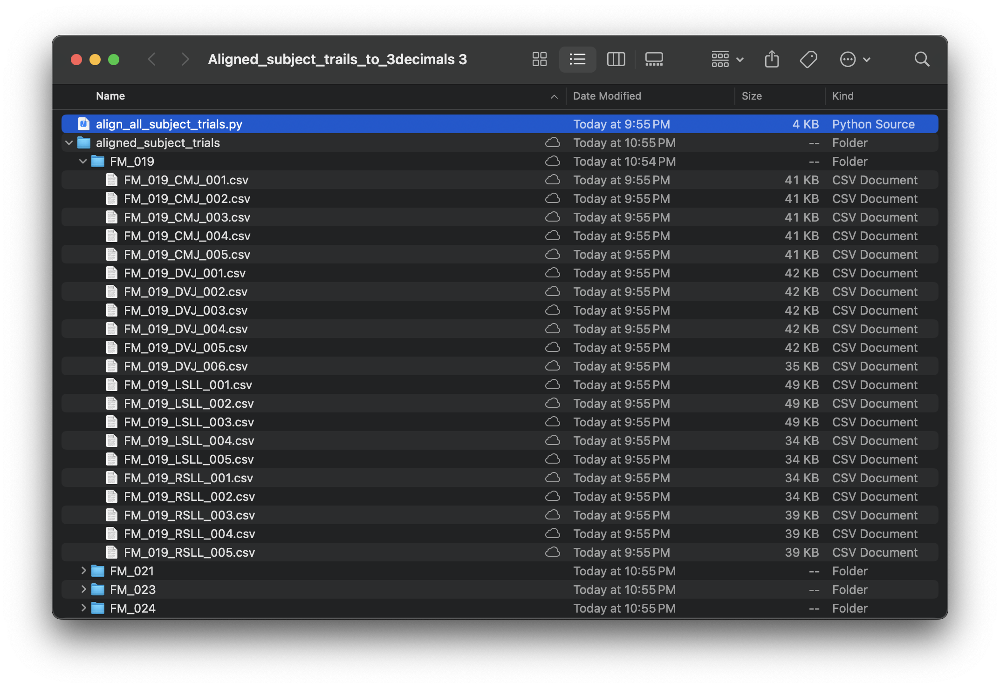 Aligned_subject_trails_to_3decimals 3
Name Date Modified Size Kind
align_all_subject_trials.py Today at 9:55 PM 4 KB Python Source
aligned_subject_trials Today at 10:55 PM -- Folder
FM_019 Today at 10:54 PM -- Folder
FM_019_CMJ_001.csv Today at 9:55 PM 41 KB CSV Document
FM_019_CMJ_002.csv Today at 9:55 PM 41 KB CSV Document
FM_019_CMJ_003.csv Today at 9:55 PM 41 KB CSV Document
FM_019_CMJ_004.csv Today at 9:55 PM 41 KB CSV Document
FM_019_CMJ_005.csv Today at 9:55 PM 41 KB CSV Document
FM_019_DVJ_001.csv Today at 9:55 PM 42 KB CSV Document
FM_019_DVJ_002.csv Today at 9:55 PM 42 KB CSV Document
FM_019_DVJ_003.csv Today at 9:55 PM 42 KB CSV Document
FM_019_DVJ_004.csv Today at 9:55 PM 42 KB CSV Document
FM_019_DVJ_005.csv Today at 9:55 PM 42 KB CSV Document
FM_019_DVJ_006.csv Today at 9:55 PM 35 KB CSV Document
FM_019_LSLL_001.csv Today at 9:55 PM 49 KB CSV Document
FM_019_LSLL_002.csv Today at 9:55 PM 49 KB CSV Document
FM_019_LSLL_003.csv Today at 9:55 PM 49 KB CSV Document
FM_019_LSLL_004.csv Today at 9:55 PM 34 KB CSV Document
FM_019_LSLL_005.csv Today at 9:55 PM 34 KB CSV Document
FM_019_RSLL_001.csv Today at 9:55 PM 34 KB CSV Document
FM_019_RSLL_002.csv Today at 9:55 PM 34 KB CSV Document
FM_019_RSLL_003.csv Today at 9:55 PM 39 KB CSV Document
FM_019_RSLL_004.csv Today at 9:55 PM 39 KB CSV Document
FM_019_RSLL_005.csv Today at 9:55 PM 39 KB CSV Document
FM_021 Today at 10:55 PM -- Folder
FM_023 Today at 10:55 PM -- Folder
FM_024 Today at 10:55 PM -- Folder